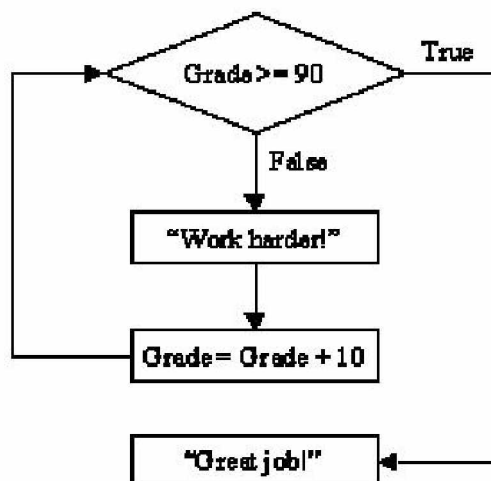 Grade >= 90
True
False
“Work harder!”
Grade = Grade + 10
“Great job!”